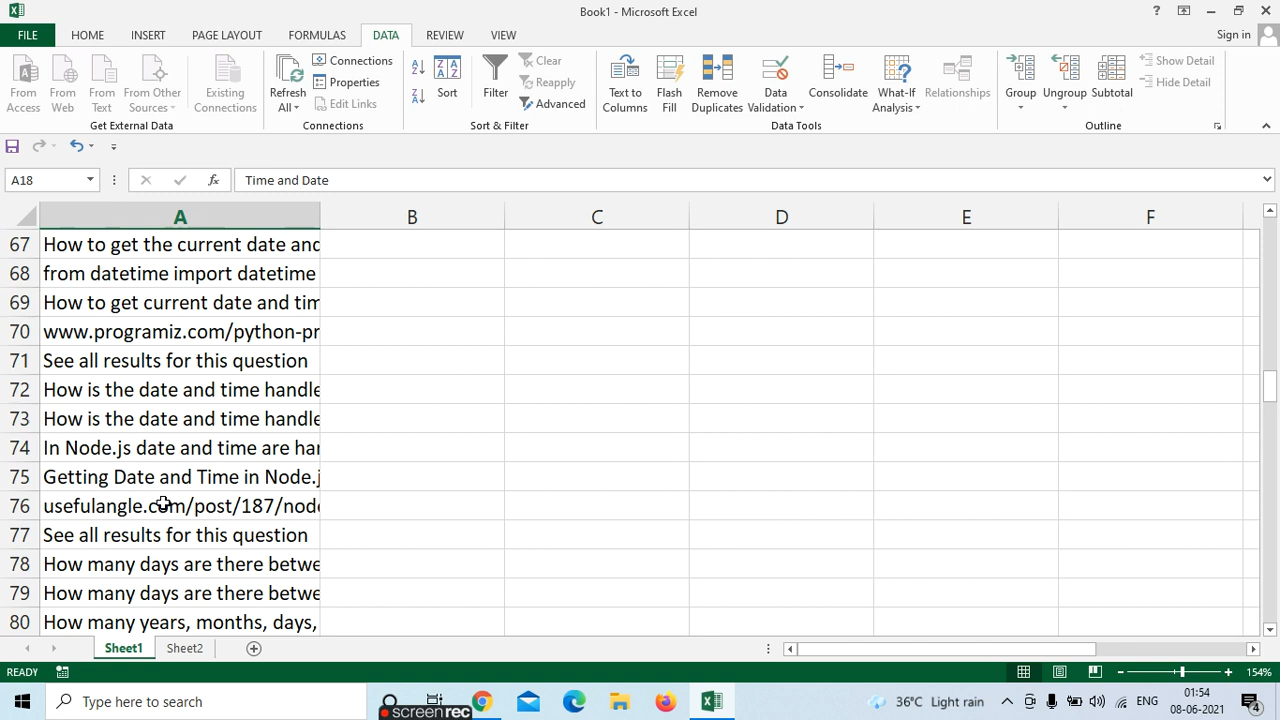 Book1 - Microsoft Excel
?
FILE HOME INSERT PAGE LAYOUT FORMULAS DATA REVIEW VIEW Sign in
From Access
From Web
From Text
From Other Sources
Existing Connections
Get External Data
Refresh All
Connections
Properties
Edit Links
Connections
Sort
Filter
Clear
Reapply
Advanced
Sort & Filter
Text to Columns
Flash Fill
Remove Duplicates
Data Validation
Consolidate
What-If Analysis
Relationships
Data Tools
Group
Ungroup
Subtotal
Show Detail
Hide Detail
Outline
A18 fx Time and Date
A B C D E F
67 How to get the current date and
68 from datetime import datetime
69 How to get current date and tim
70 www.programiz.com/python-pr
71 See all results for this question
72 How is the date and time handle
73 How is the date and time handle
74 In Node.js date and time are har
75 Getting Date and Time in Node.j
76 usefulangle.com/post/187/node
77 See all results for this question
78 How many days are there betwe
79 How many days are there betwe
80 How many years, months, days,
Sheet1 Sheet2
READY 154%
Type here to search
screenrec
36°C Light rain
ENG
01:54
08-06-2021
4